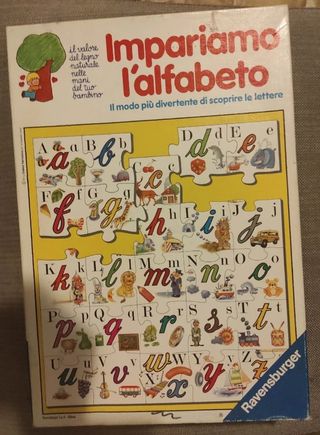 il valore
del legno
naturale
nelle
mani
del tuo
bambino
Impariamo
l'alfabeto
Il modo più divertente di scoprire le lettere
A a a B b b D d d E e e
C c c
F f f G g g
H h h I i i J j j
K k k L l l M m m N n n O o o
P p p Q q q R r r S s s T t t
U u u V v v W w w X x x Y y y Z z z
Ravensburger